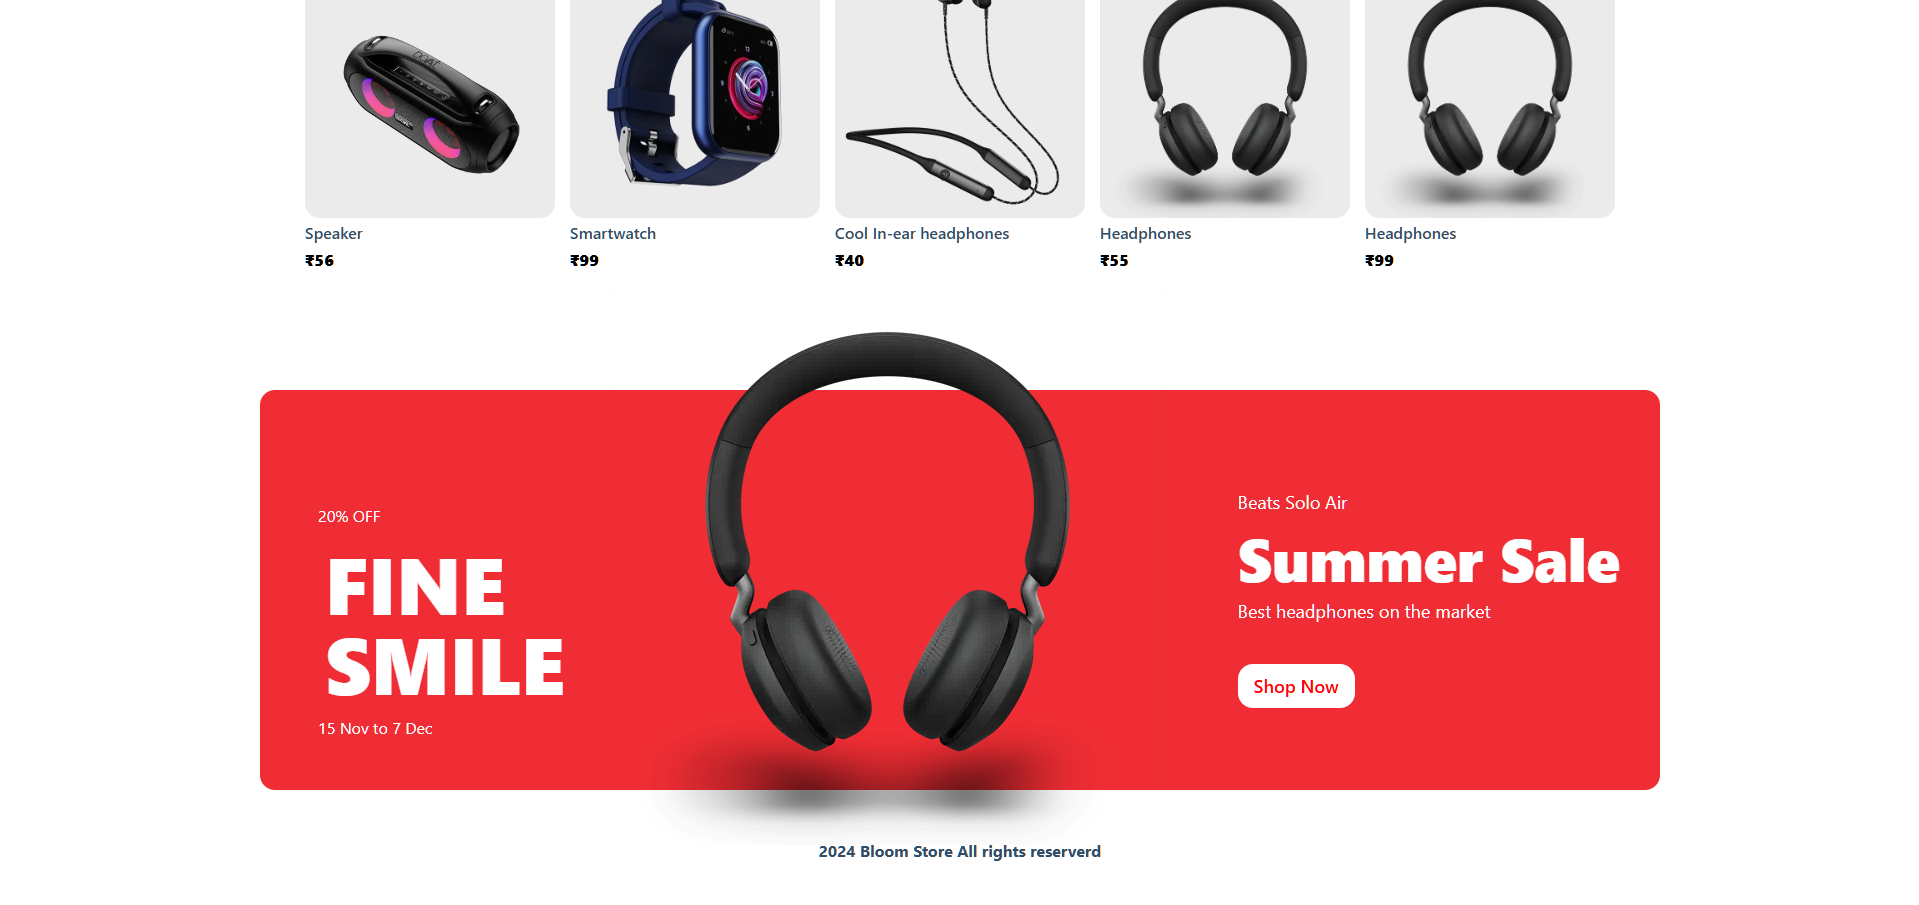 Speaker
₹56
Smartwatch
₹99
Cool In-ear headphones
₹40
Headphones
₹55
Headphones
₹99
20% OFF
FINE
SMILE
15 Nov to 7 Dec
Beats Solo Air
Summer Sale
Best headphones on the market
Shop Now
2024 Bloom Store All rights reserverd